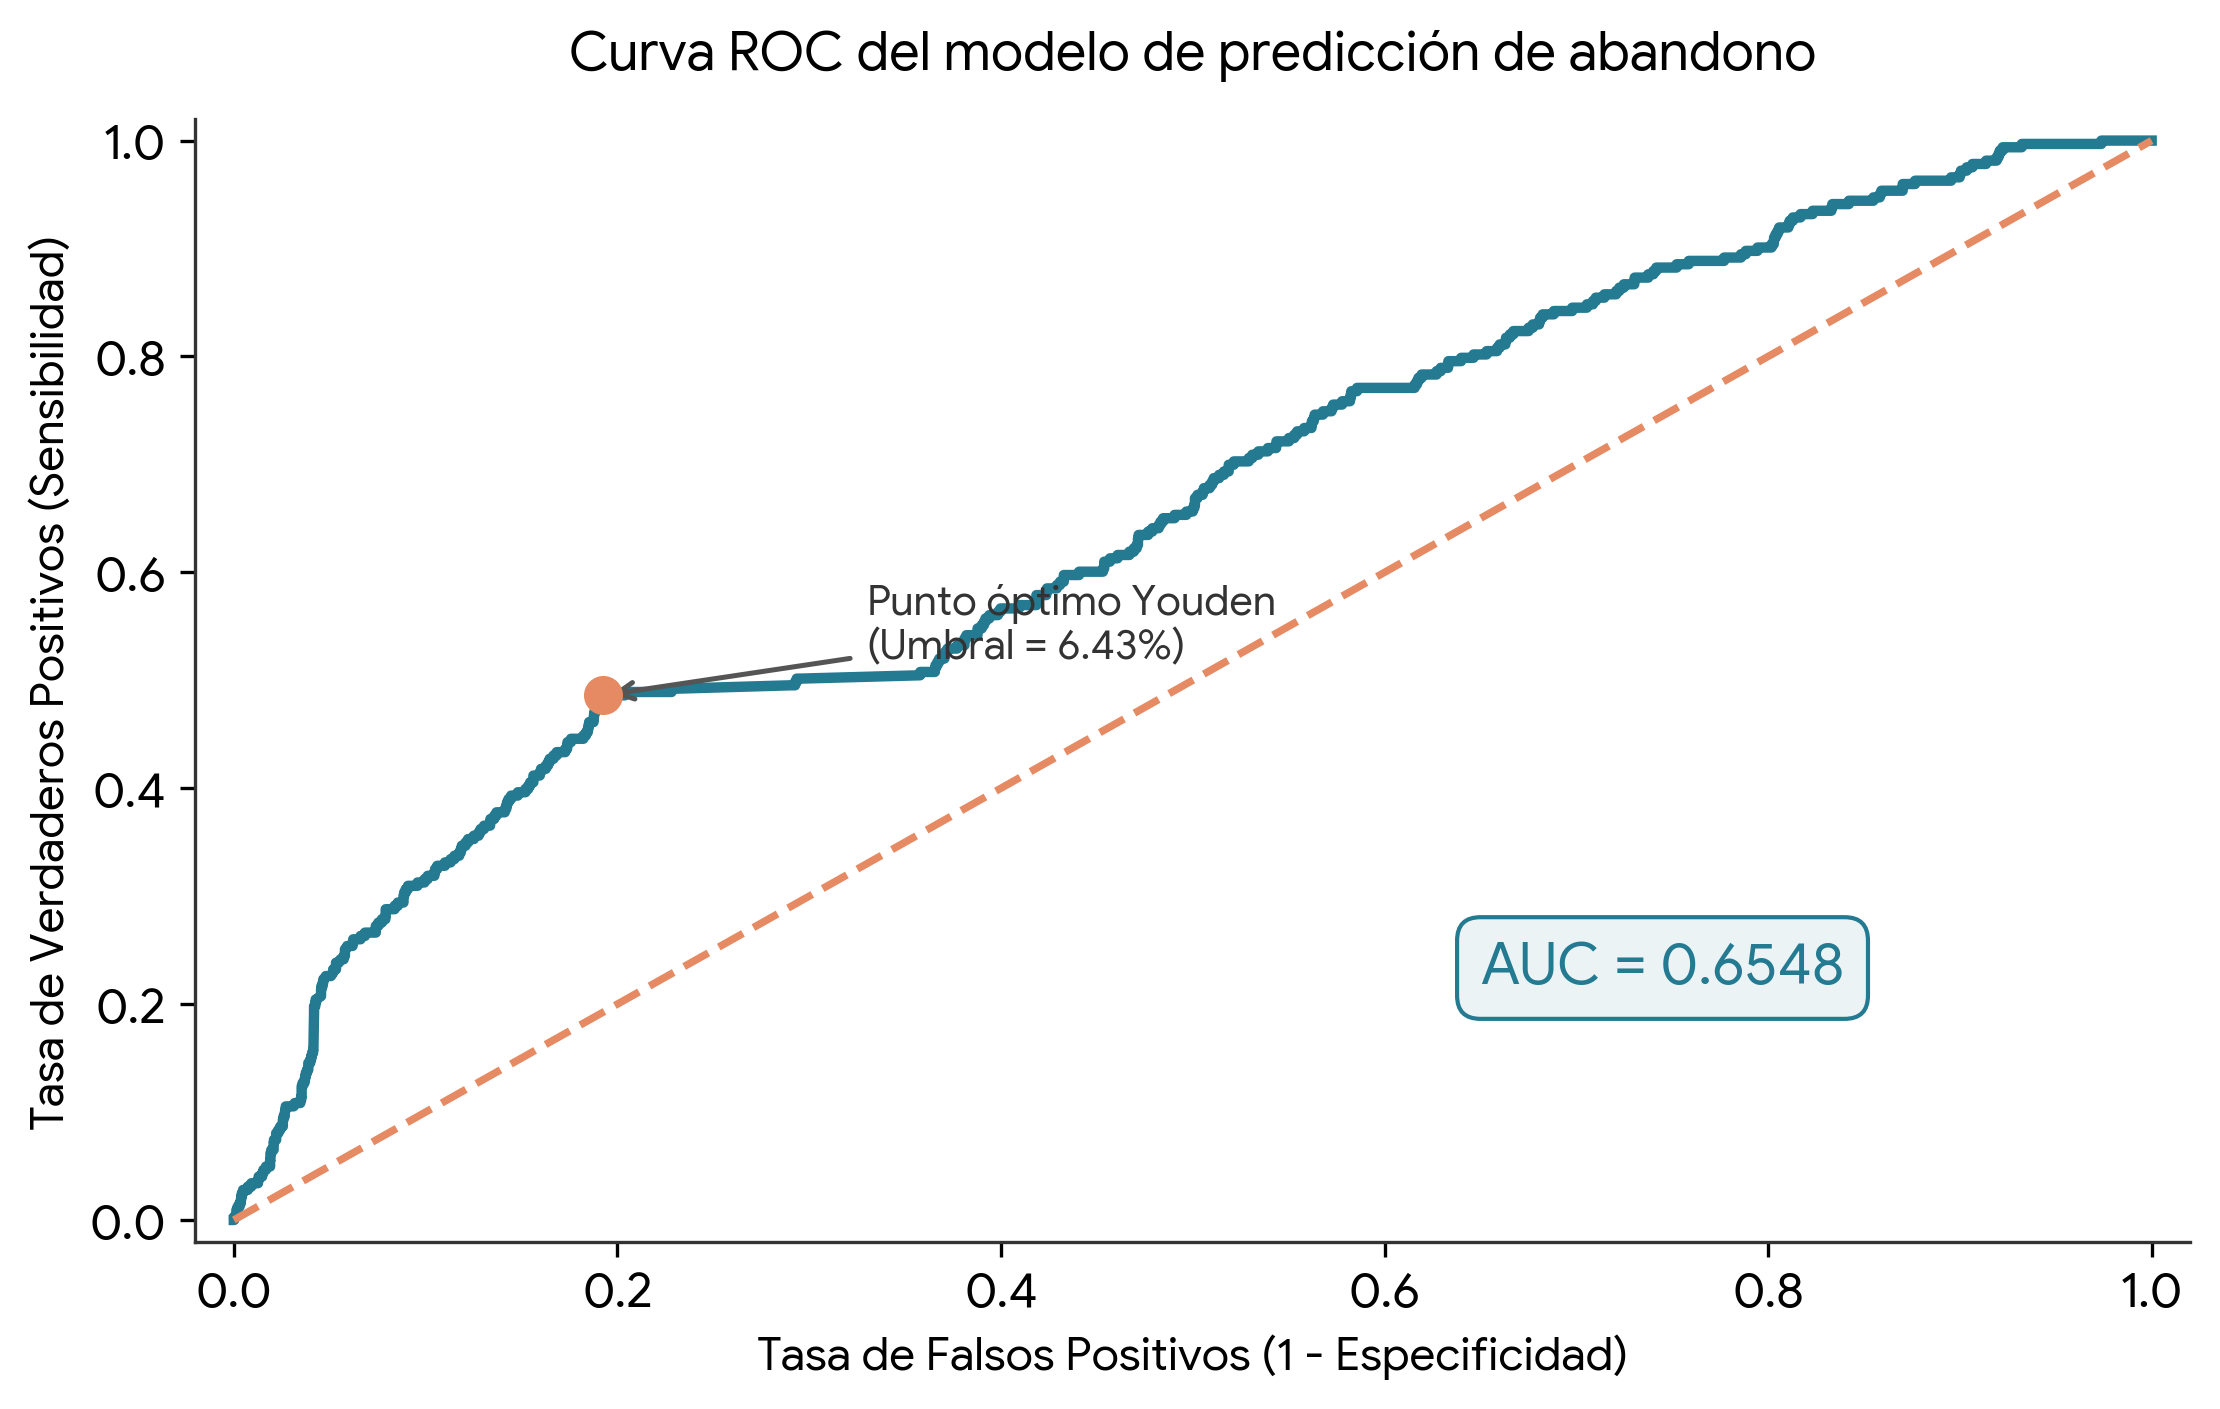 Curva ROC del modelo de predicción de abandono
Tasa de Verdaderos Positivos (Sensibilidad)
1.0
0.8
0.6
0.4
0.2
0.0
Punto óptimo Youden
(Umbral = 6.43%)
AUC = 0.6548
0.0
0.2
0.4
0.6
0.8
1.0
Tasa de Falsos Positivos (1 - Especificidad)